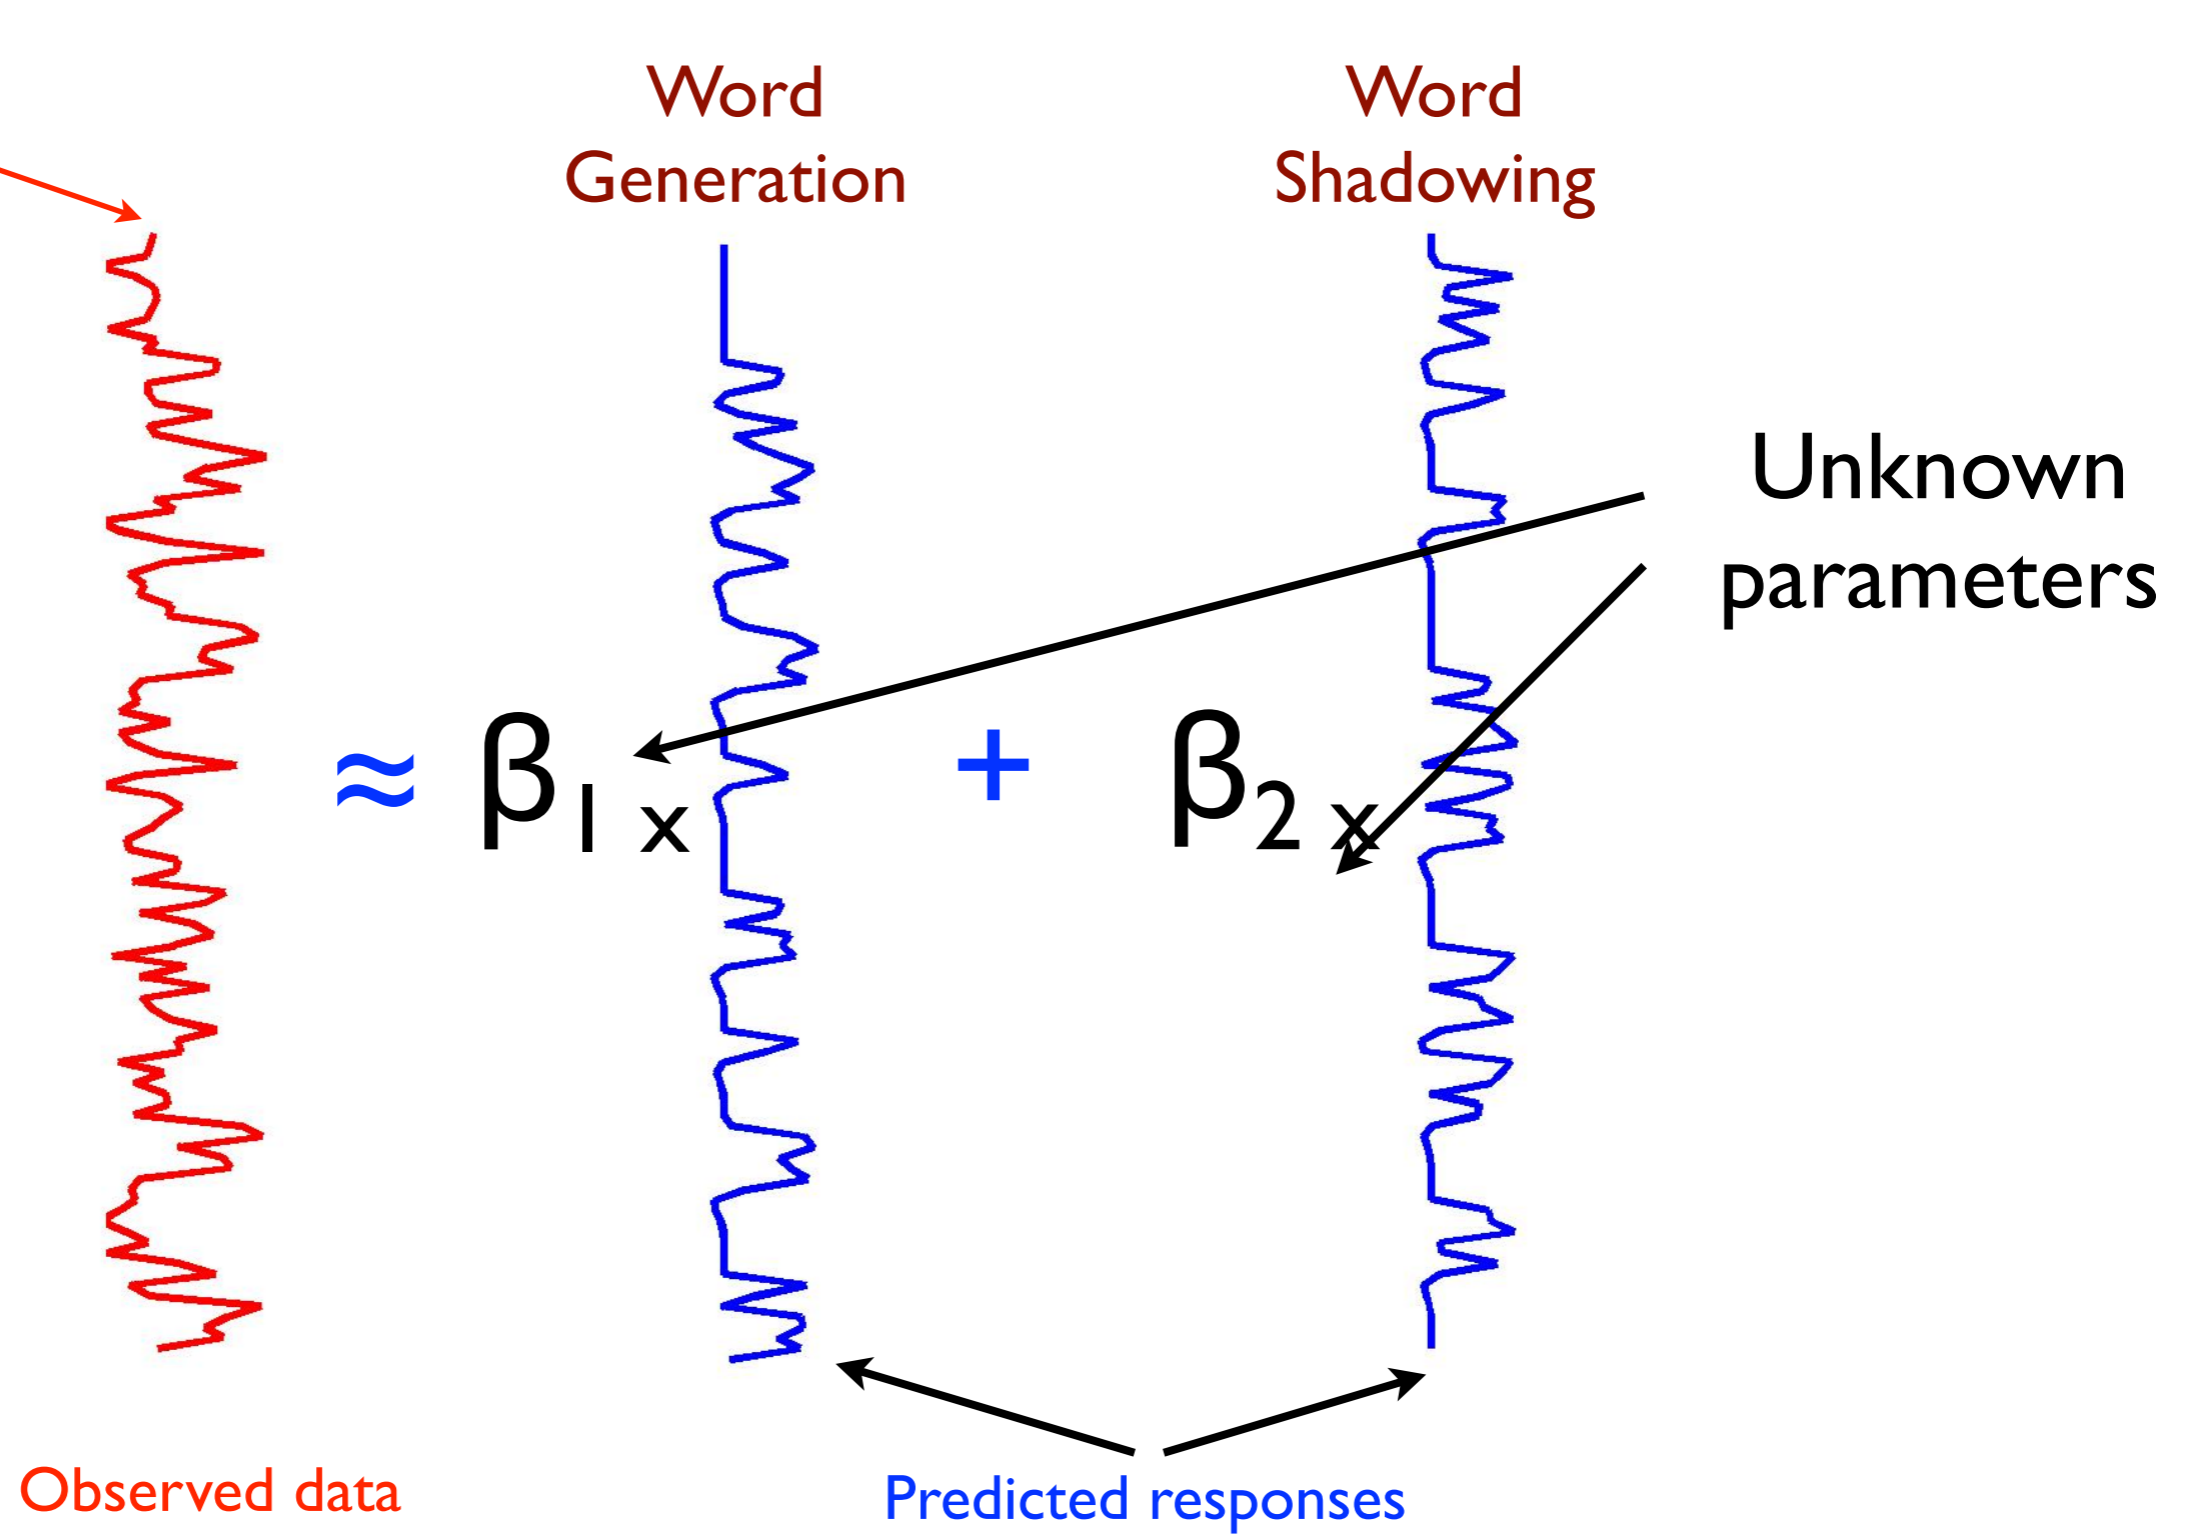 Word
Generation
Word
Shadowing
Unknown
parameters
≈ β1 x + β2 x
Observed data
Predicted responses